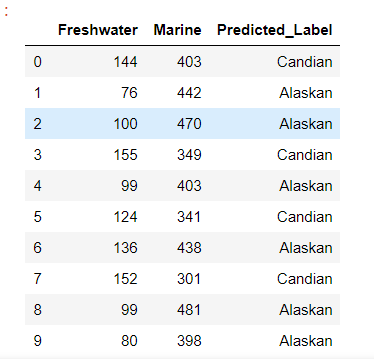 :
Freshwater Marine Predicted_Label
0 144 403 Candian
1 76 442 Alaskan
2 100 470 Alaskan
3 155 349 Candian
4 99 403 Alaskan
5 124 341 Candian
6 136 438 Alaskan
7 152 301 Candian
8 99 481 Alaskan
9 80 398 Alaskan